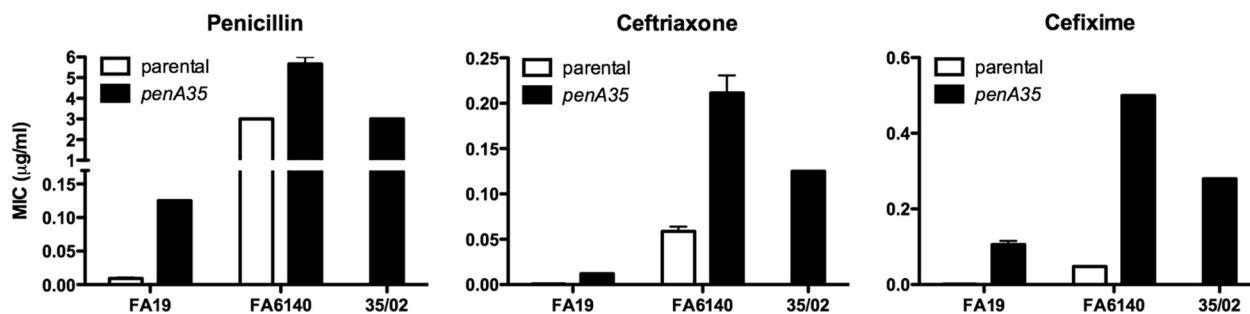 Penicillin
MIC (μg/ml)
6
5
4
3
2
1
0.15
0.10
0.05
0.00
parental
penA35
FA19 FA6140 35/02
Ceftriaxone
0.25
0.20
0.15
0.10
0.05
0.00
parental
penA35
FA19 FA6140 35/02
Cefixime
0.6
0.4
0.2
0.0
parental
penA35
FA19 FA6140 35/02